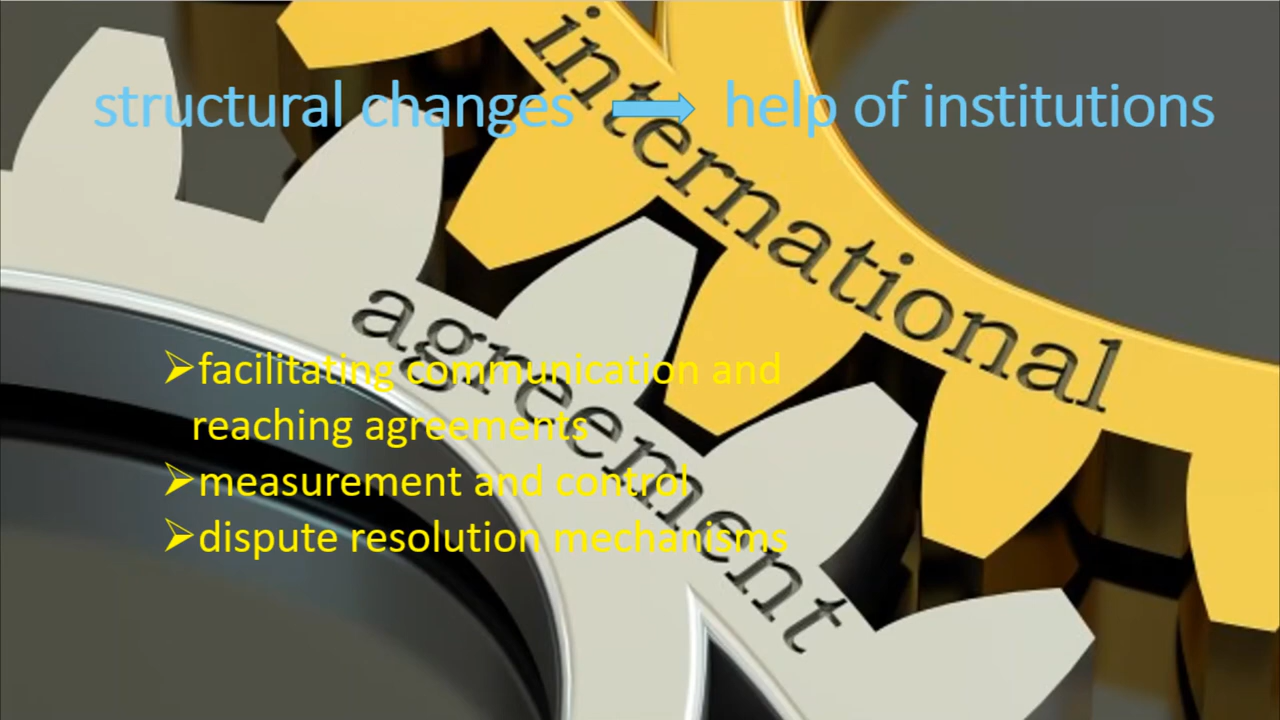 structural changes ➡ help of institutions
international
agreement
➢facilitating communication and
reaching agreements
➢measurement and control
➢dispute resolution mechanisms